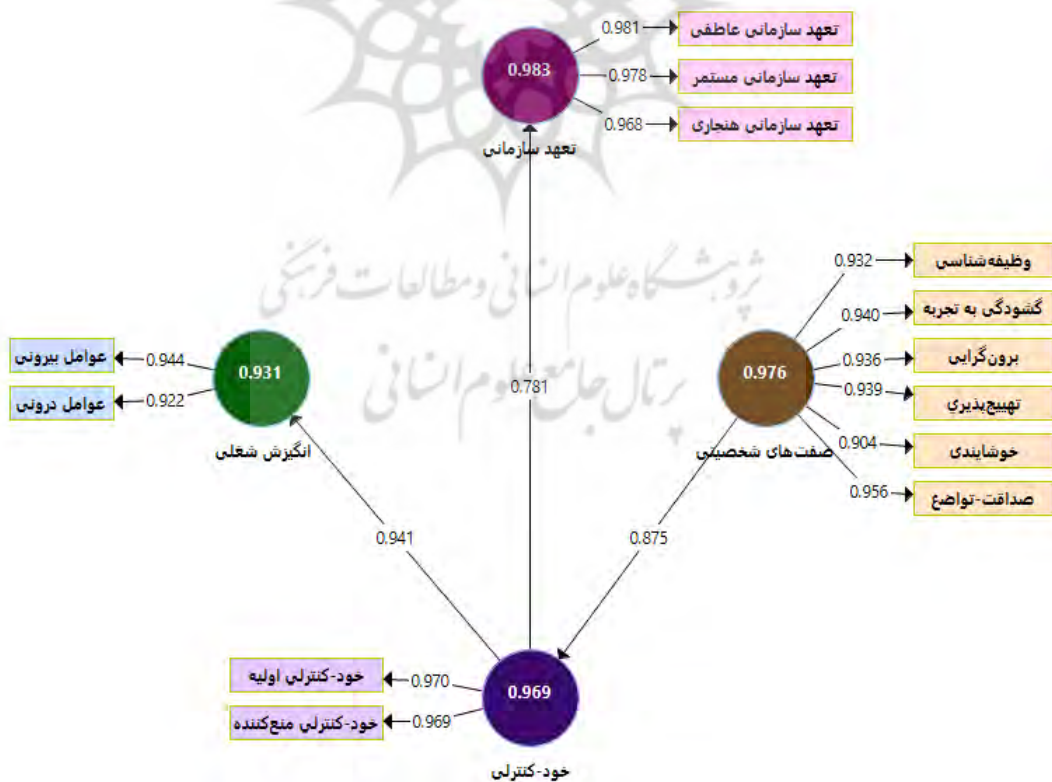 0.981
تعهد سازمانی عاطفی
0.983
0.978
تعهد سازمانی مستمر
0.968
تعهد سازمانی هنجاری
تعهد سازمانی
پژوهشگاه علوم انسانی و مطالعات فرهنگی
پرتال جامع علوم انسانی
0.932
وظیفه‌شناسی
0.940
گشودگی به تجربه
0.936
برون‌گرایی
0.976
0.939
تهییج‌پذیری
0.904
خوشایندی
0.956
صداقت-تواضع
صفت‌های شخصیتی
0.931
0.944
عوامل بیرونی
0.922
عوامل درونی
انگیزش شغلی
0.781
0.941
0.875
0.969
0.970
خود-کنترلی اولیه
0.969
خود-کنترلی منع‌کننده
خود-کنترلی